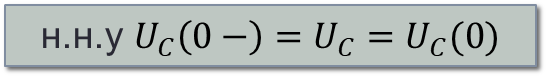 н.н.у U_C(0 −) = U_C = U_C(0)